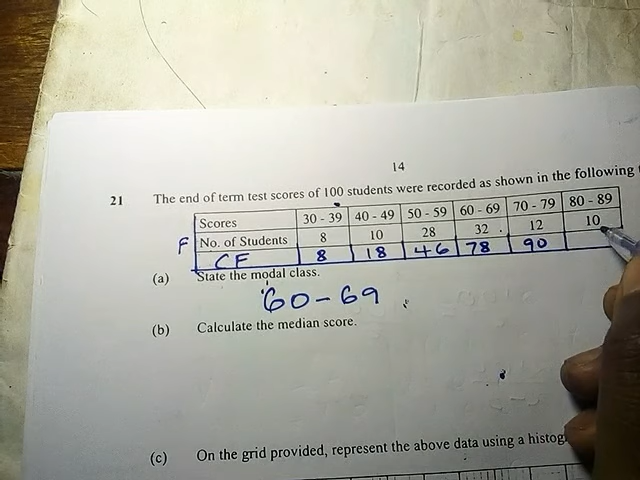 14
21 The end of term test scores of 100 students were recorded as shown in the following
Scores 30 - 39 40 - 49 50 - 59 60 - 69 70 - 79 80 - 89
F No. of Students 8 10 28 32 12 10
CF 8 18 46 78 90
(a) State the modal class.
60 - 69
(b) Calculate the median score.
(c) On the grid provided, represent the above data using a